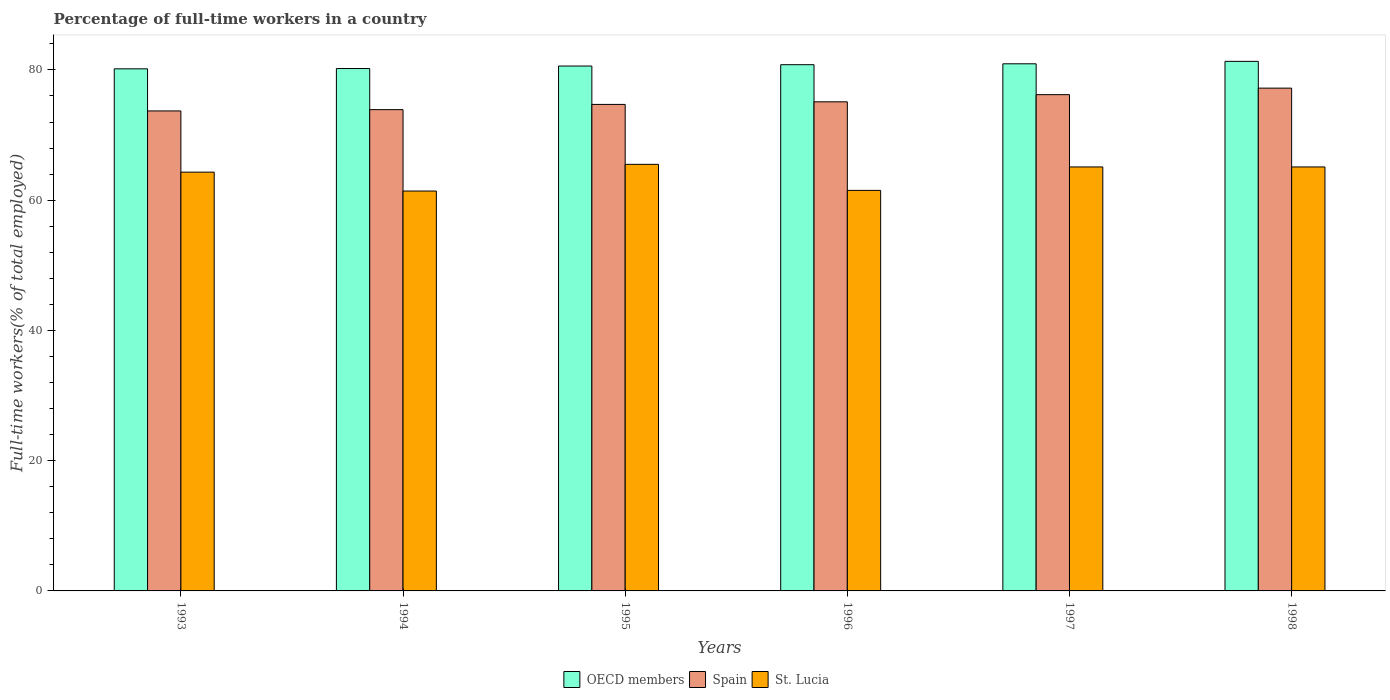 Percentage of full-time workers in a country
Full-time workers(% of total employed)
80
60
40
20
0
1993
1994
1995
1996
1997
1998
Years
OECD members
Spain
St. Lucia